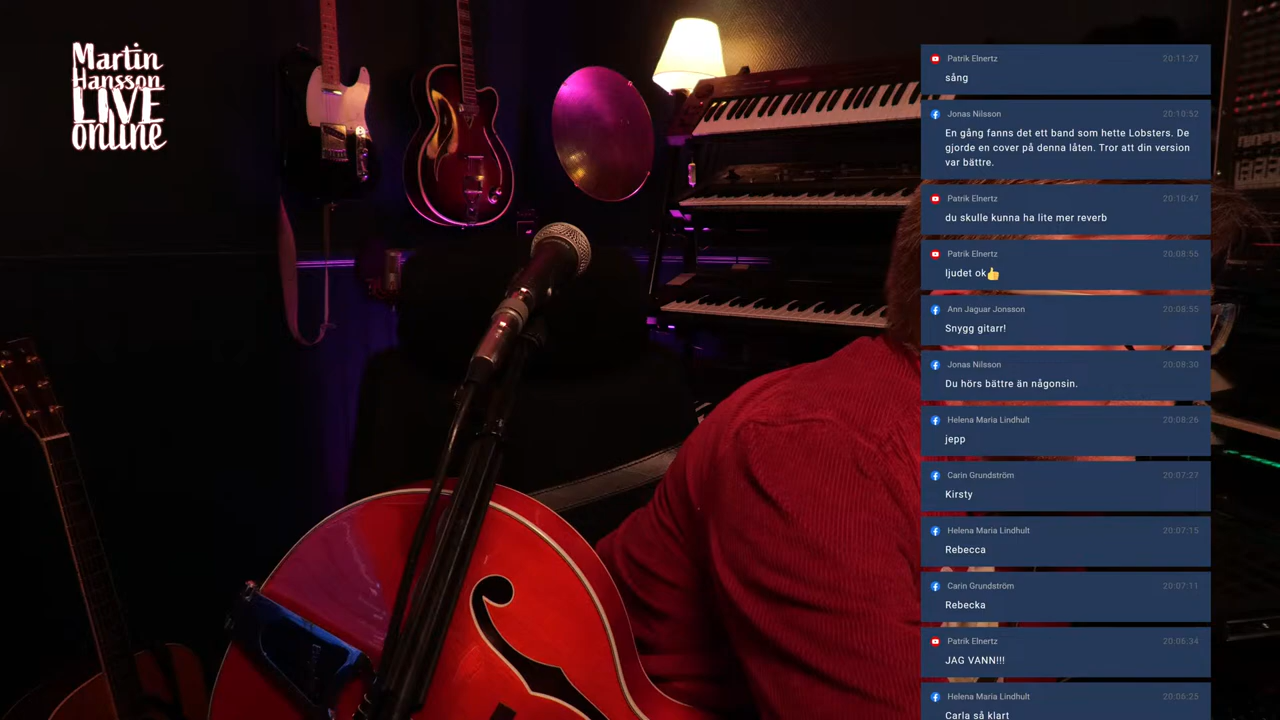 Martin
Hansson
LIVE
online
Patrik Elnertz 20:11:27
sång
Jonas Nilsson 20:10:52
En gång fanns det ett band som hette Lobsters. De
gjorde en cover på denna låten. Tror att din version
var bättre.
Patrik Elnertz 20:10:47
du skulle kunna ha lite mer reverb
Patrik Elnertz 20:08:55
ljudet ok👍
Ann Jaguar Jonsson 20:08:55
Snygg gitarr!
Jonas Nilsson 20:08:30
Du hörs bättre än någonsin.
Helena Maria Lindhult 20:08:26
jepp
Carin Grundström 20:07:27
Kirsty
Helena Maria Lindhult 20:07:15
Rebecca
Carin Grundström 20:07:11
Rebecka
Patrik Elnertz 20:06:34
JAG VANN!!!
Helena Maria Lindhult 20:06:25
Carla så klart